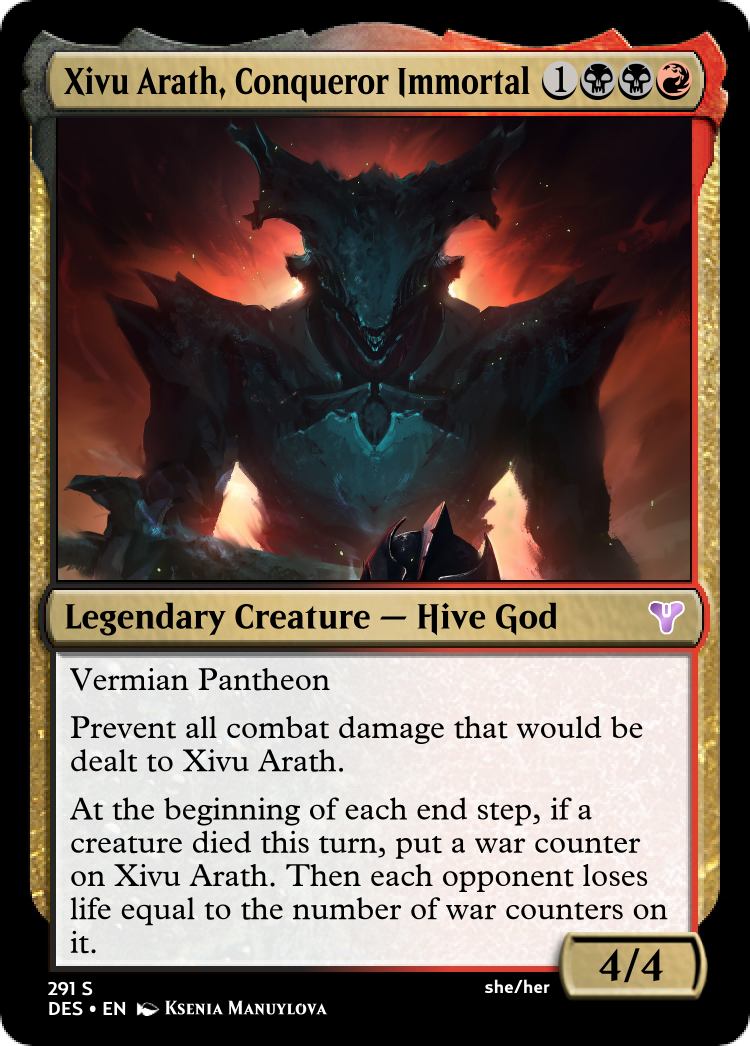 Xivu Arath, Conqueror Immortal 1
Legendary Creature — Hive God
Vermian Pantheon
Prevent all combat damage that would be
dealt to Xivu Arath.
At the beginning of each end step, if a
creature died this turn, put a war counter
on Xivu Arath. Then each opponent loses
life equal to the number of war counters on
it.
4/4
291 S
she/her
DES • EN Ksenia Manuylova